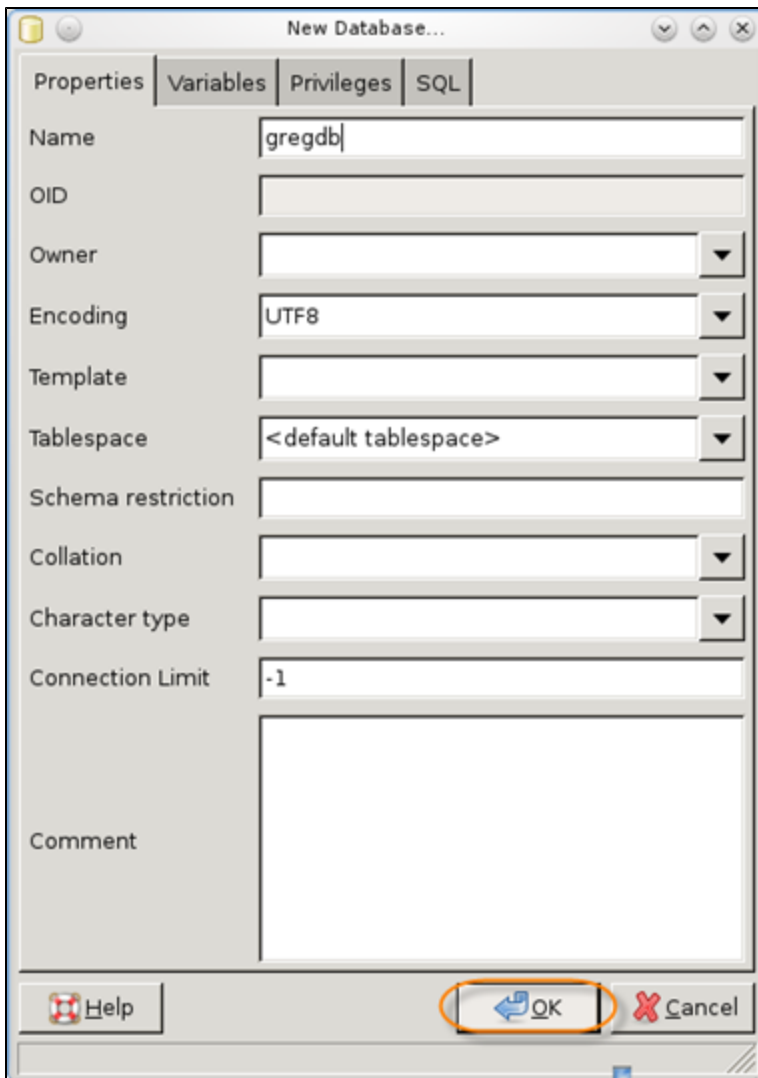 New Database...
Properties Variables Privileges SQL
Name gregdb
OID
Owner
Encoding UTF8
Template
Tablespace <default tablespace>
Schema restriction
Collation
Character type
Connection Limit -1
Comment
Help OK Cancel